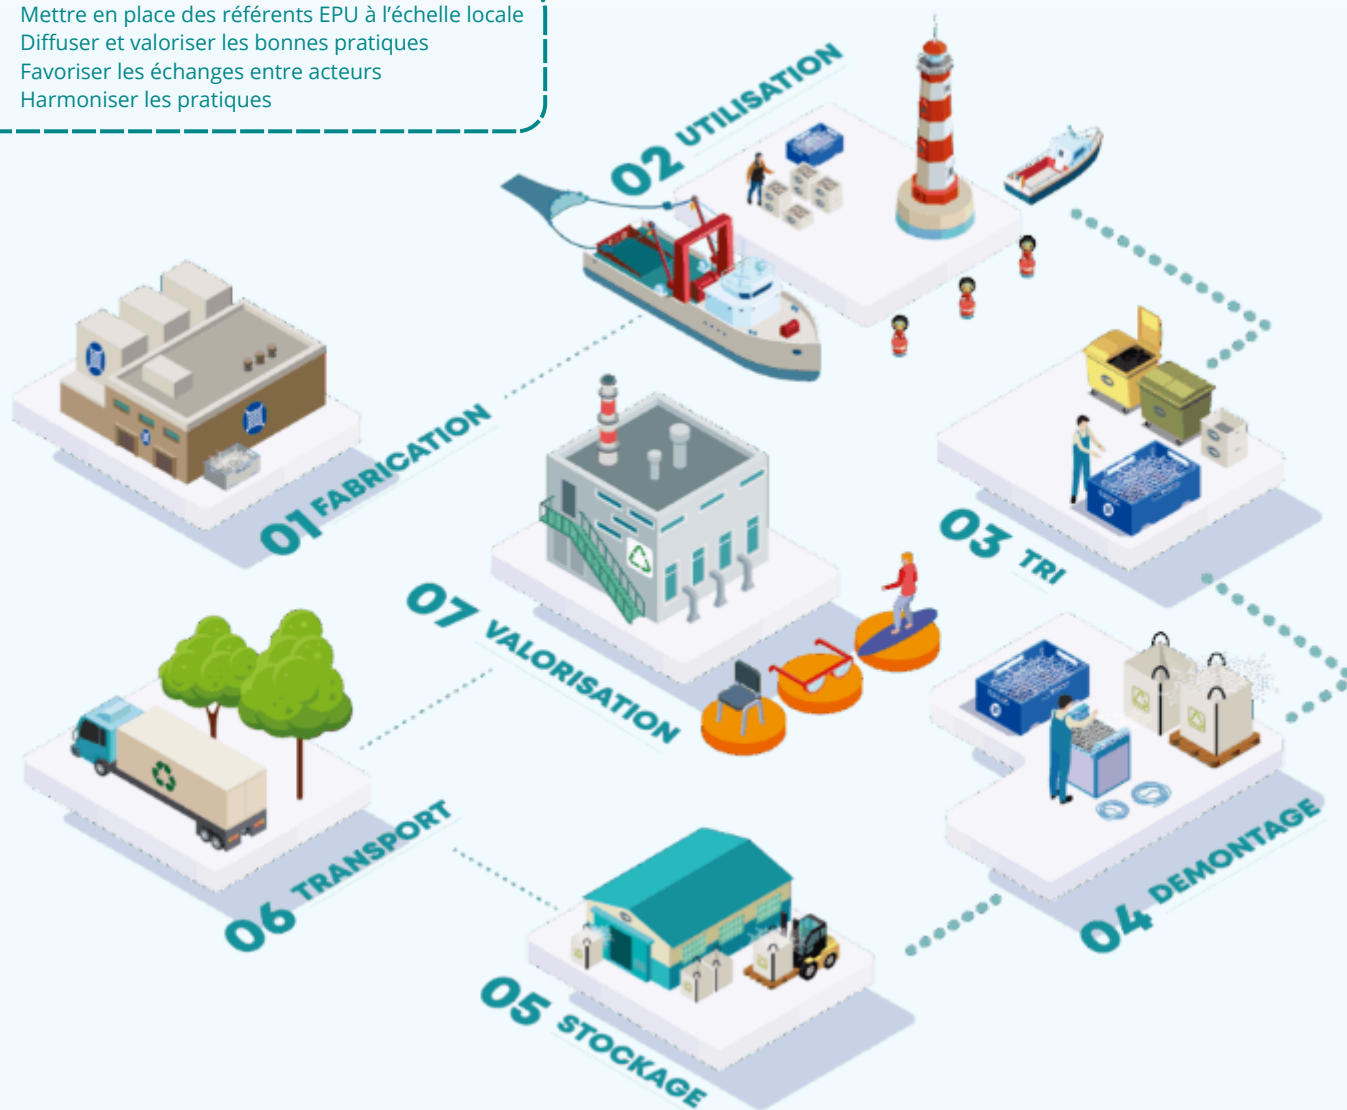 Mettre en place des référents EPU à l'échelle locale
Diffuser et valoriser les bonnes pratiques
Favoriser les échanges entre acteurs
Harmoniser les pratiques
02 UTILISATION
01 FABRICATION
03 TRI
07 VALORISATION
06 TRANSPORT
04 DEMONTAGE
05 STOCKAGE